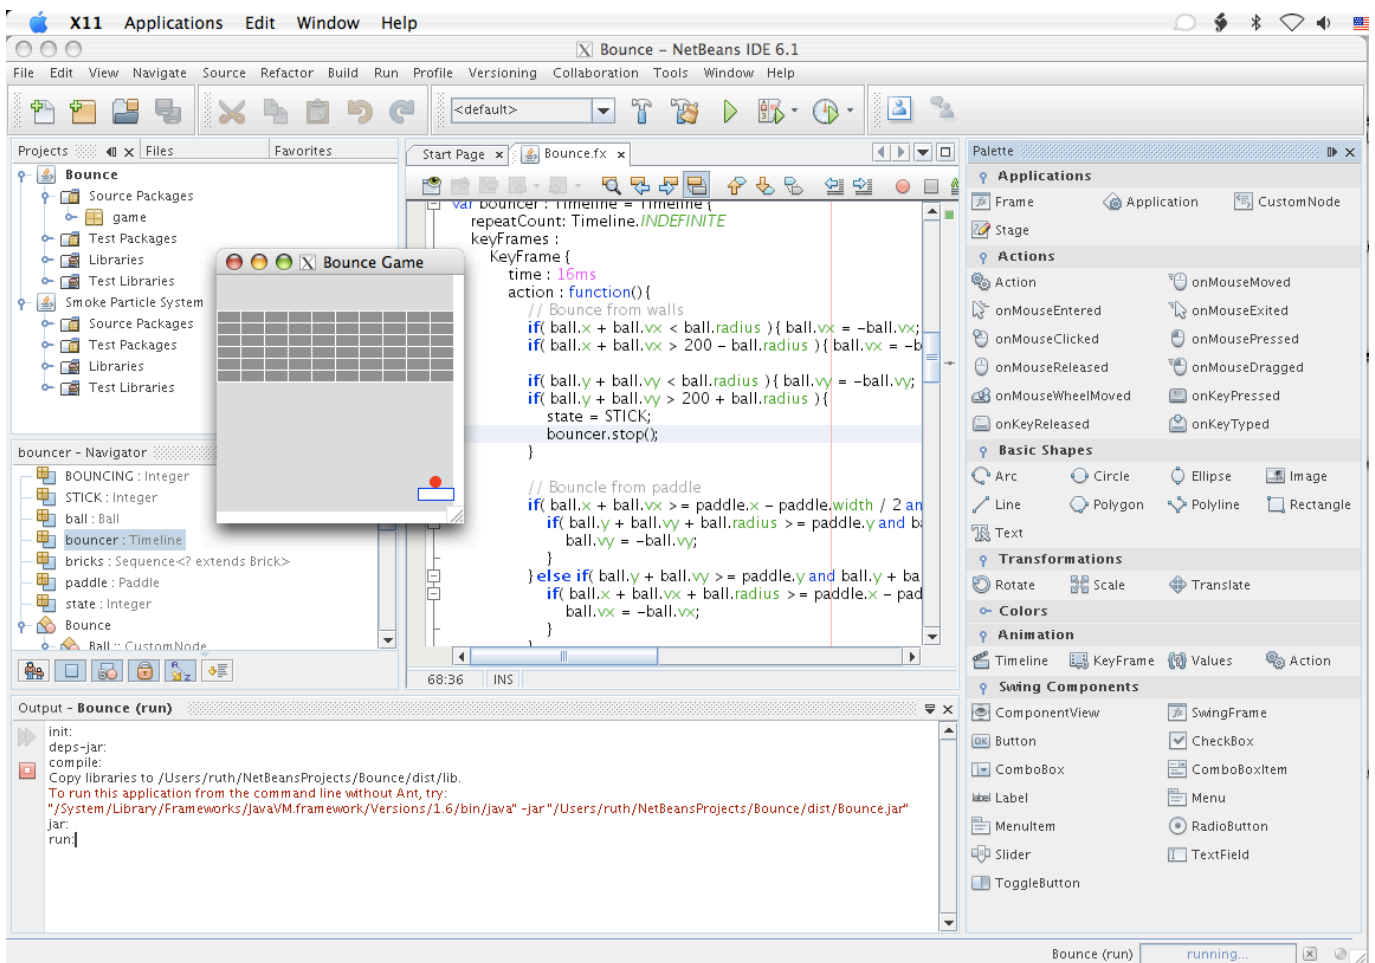 X11 Applications Edit Window Help
Bounce – NetBeans IDE 6.1
File Edit View Navigate Source Refactor Build Run Profile Versioning Collaboration Tools Window Help
<default>
Projects Files Favorites
Bounce
Source Packages
game
Test Packages
Libraries
Test Libraries
Smoke Particle System
Source Packages
Test Packages
Libraries
Test Libraries
Bounce Game
bouncer - Navigator
BOUNCING : Integer
STICK : Integer
ball : Ball
bouncer : Timeline
bricks : Sequence<? extends Brick>
paddle : Paddle
state : Integer
Bounce
Ball :: CustomNode
Start Page Bounce.fx
var bouncer : Timeline = Timeline {
repeatCount: Timeline.INDEFINITE
keyFrames :
KeyFrame {
time : 16ms
action : function() {
// Bounce from walls
if( ball.x + ball.vx < ball.radius ){ ball.vx = -ball.vx;
if( ball.x + ball.vx > 200 - ball.radius ){ ball.vx = -b
if( ball.y + ball.vy < ball.radius ){ ball.vy = -ball.vy;
if( ball.y + ball.vy > 200 + ball.radius ){
state = STICK;
bouncer.stop();
}
// Bouncle from paddle
if( ball.x + ball.vx >= paddle.x - paddle.width / 2 an
if( ball.y + ball.vy + ball.radius >= paddle.y and b
ball.vy = -ball.vy;
}
}else if( ball.y + ball.vy >= paddle.y and ball.y + ba
if( ball.x + ball.vx + ball.radius >= paddle.x - pad
ball.vx = -ball.vx;
}
68:36 INS
Palette
Applications
Frame Application CustomNode
Stage
Actions
Action onMouseMoved
onMouseEntered onMouseExited
onMouseClicked onMousePressed
onMouseReleased onMouseDragged
onMouseWheelMoved onKeyPressed
onKeyReleased onKeyTyped
Basic Shapes
Arc Circle Ellipse Image
Line Polygon Polyline Rectangle
Text
Transformations
Rotate Scale Translate
Colors
Animation
Timeline KeyFrame Values Action
Swing Components
ComponentView SwingFrame
OK Button CheckBox
ComboBox ComboBoxItem
label Label Menu
MenuItem RadioButton
Slider TextField
ToggleButton
Output - Bounce (run)
init:
deps-jar:
compile:
Copy libraries to /Users/ruth/NetBeansProjects/Bounce/dist/lib.
To run this application from the command line without Ant, try:
"/System/Library/Frameworks/JavaVM.framework/Versions/1.6/bin/java" -jar "/Users/ruth/NetBeansProjects/Bounce/dist/Bounce.jar"
jar:
run:
Bounce (run) running...